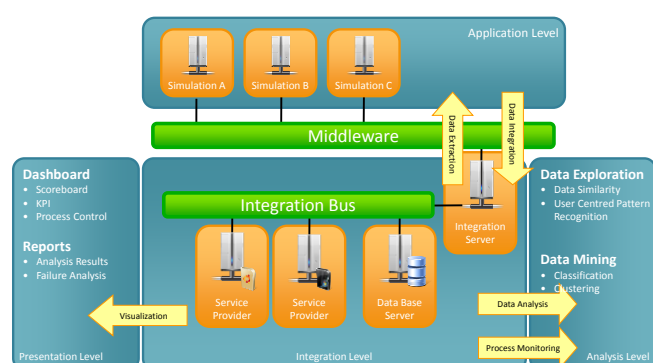 Application Level
Simulation A
Simulation B
Simulation C
Data Extraction
Data Integration
Middleware
Dashboard
• Scoreboard
• KPI
• Process Control
Reports
• Analysis Results
• Failure Analysis
Visualization
Presentation Level
Integration Bus
Integration
Server
Service
Provider
Service
Provider
Data Base
Server
Integration Level
Data Exploration
• Data Similarity
• User Centred Pattern
Recognition
Data Mining
• Classification
• Clustering
Data Analysis
Process Monitoring
Analysis Level